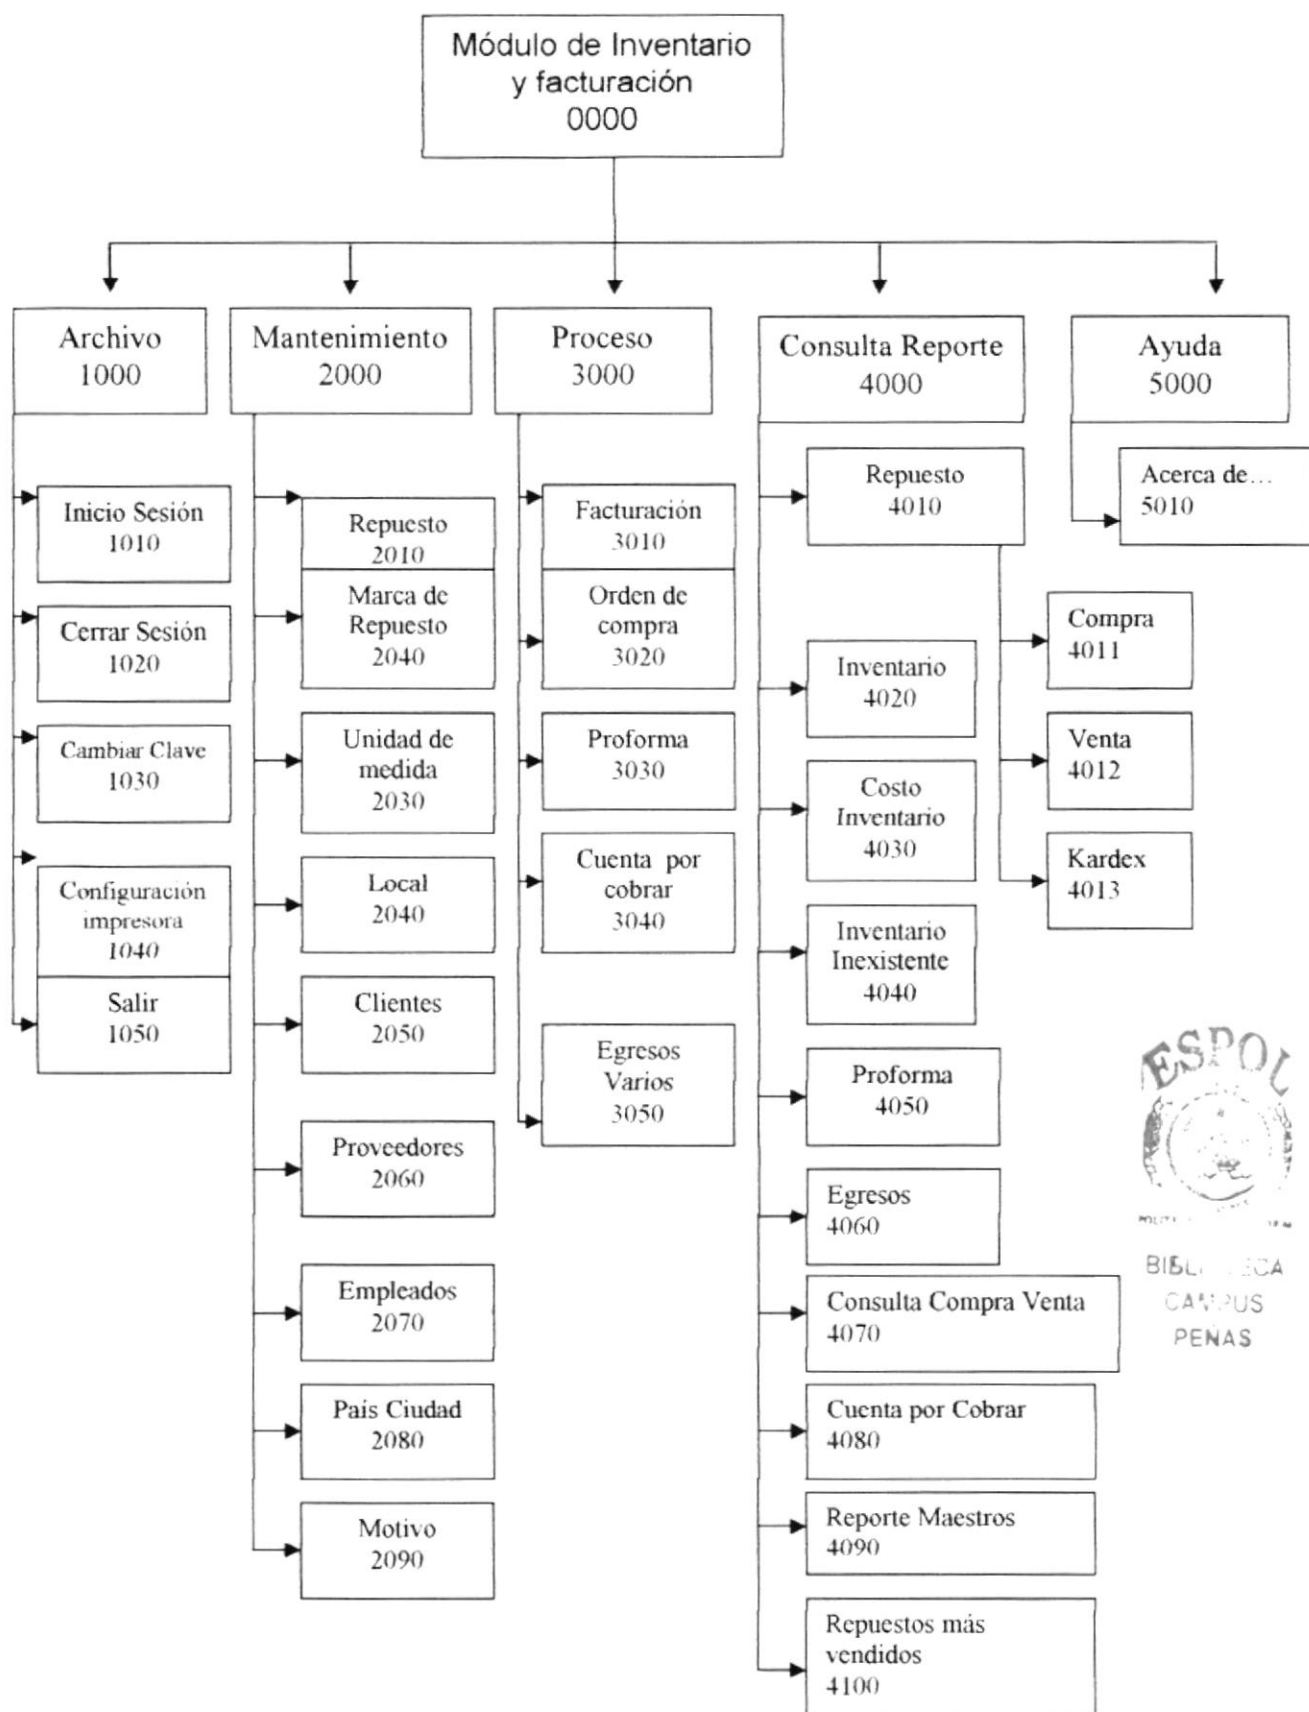 Módulo de Inventario
y facturación
0000
Archivo
1000
Inicio Sesión
1010
Cerrar Sesión
1020
Cambiar Clave
1030
Configuración
impresora
1040
Salir
1050
Mantenimiento
2000
Repuesto
2010
Marca de
Repuesto
2040
Unidad de
medida
2030
Local
2040
Clientes
2050
Proveedores
2060
Empleados
2070
País Ciudad
2080
Motivo
2090
Proceso
3000
Facturación
3010
Orden de
compra
3020
Proforma
3030
Cuenta por
cobrar
3040
Egresos
Varios
3050
Consulta Reporte
4000
Repuesto
4010
Compra
4011
Venta
4012
Kardex
4013
Inventario
4020
Costo
Inventario
4030
Inventario
Inexistente
4040
Proforma
4050
Egresos
4060
Consulta Compra Venta
4070
Cuenta por Cobrar
4080
Reporte Maestros
4090
Repuestos más
vendidos
4100
Ayuda
5000
Acerca de...
5010
ESPOL
CAMPUS
PEÑAS